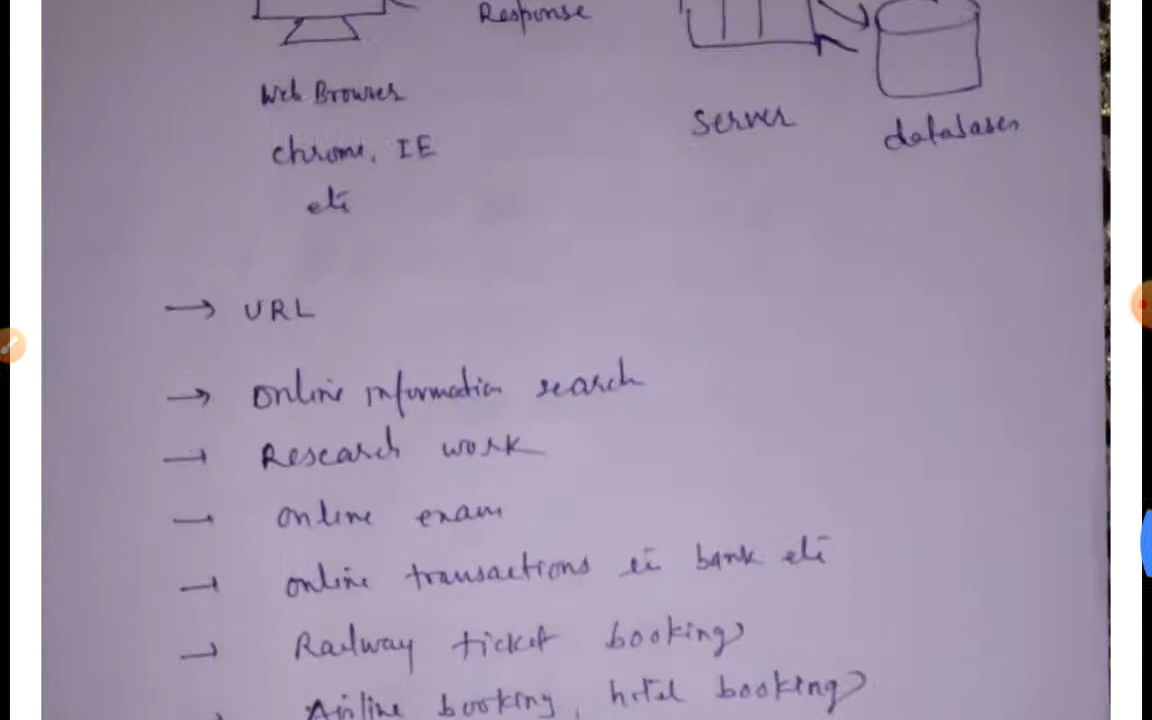 Response
Web Browser
Server
databases
chrome, IE
etc
→ URL
→ Online information search
→ Research work
→ online exam
→ online transactions in bank etc
→ Railway ticket booking
→ Airline booking, hotel booking